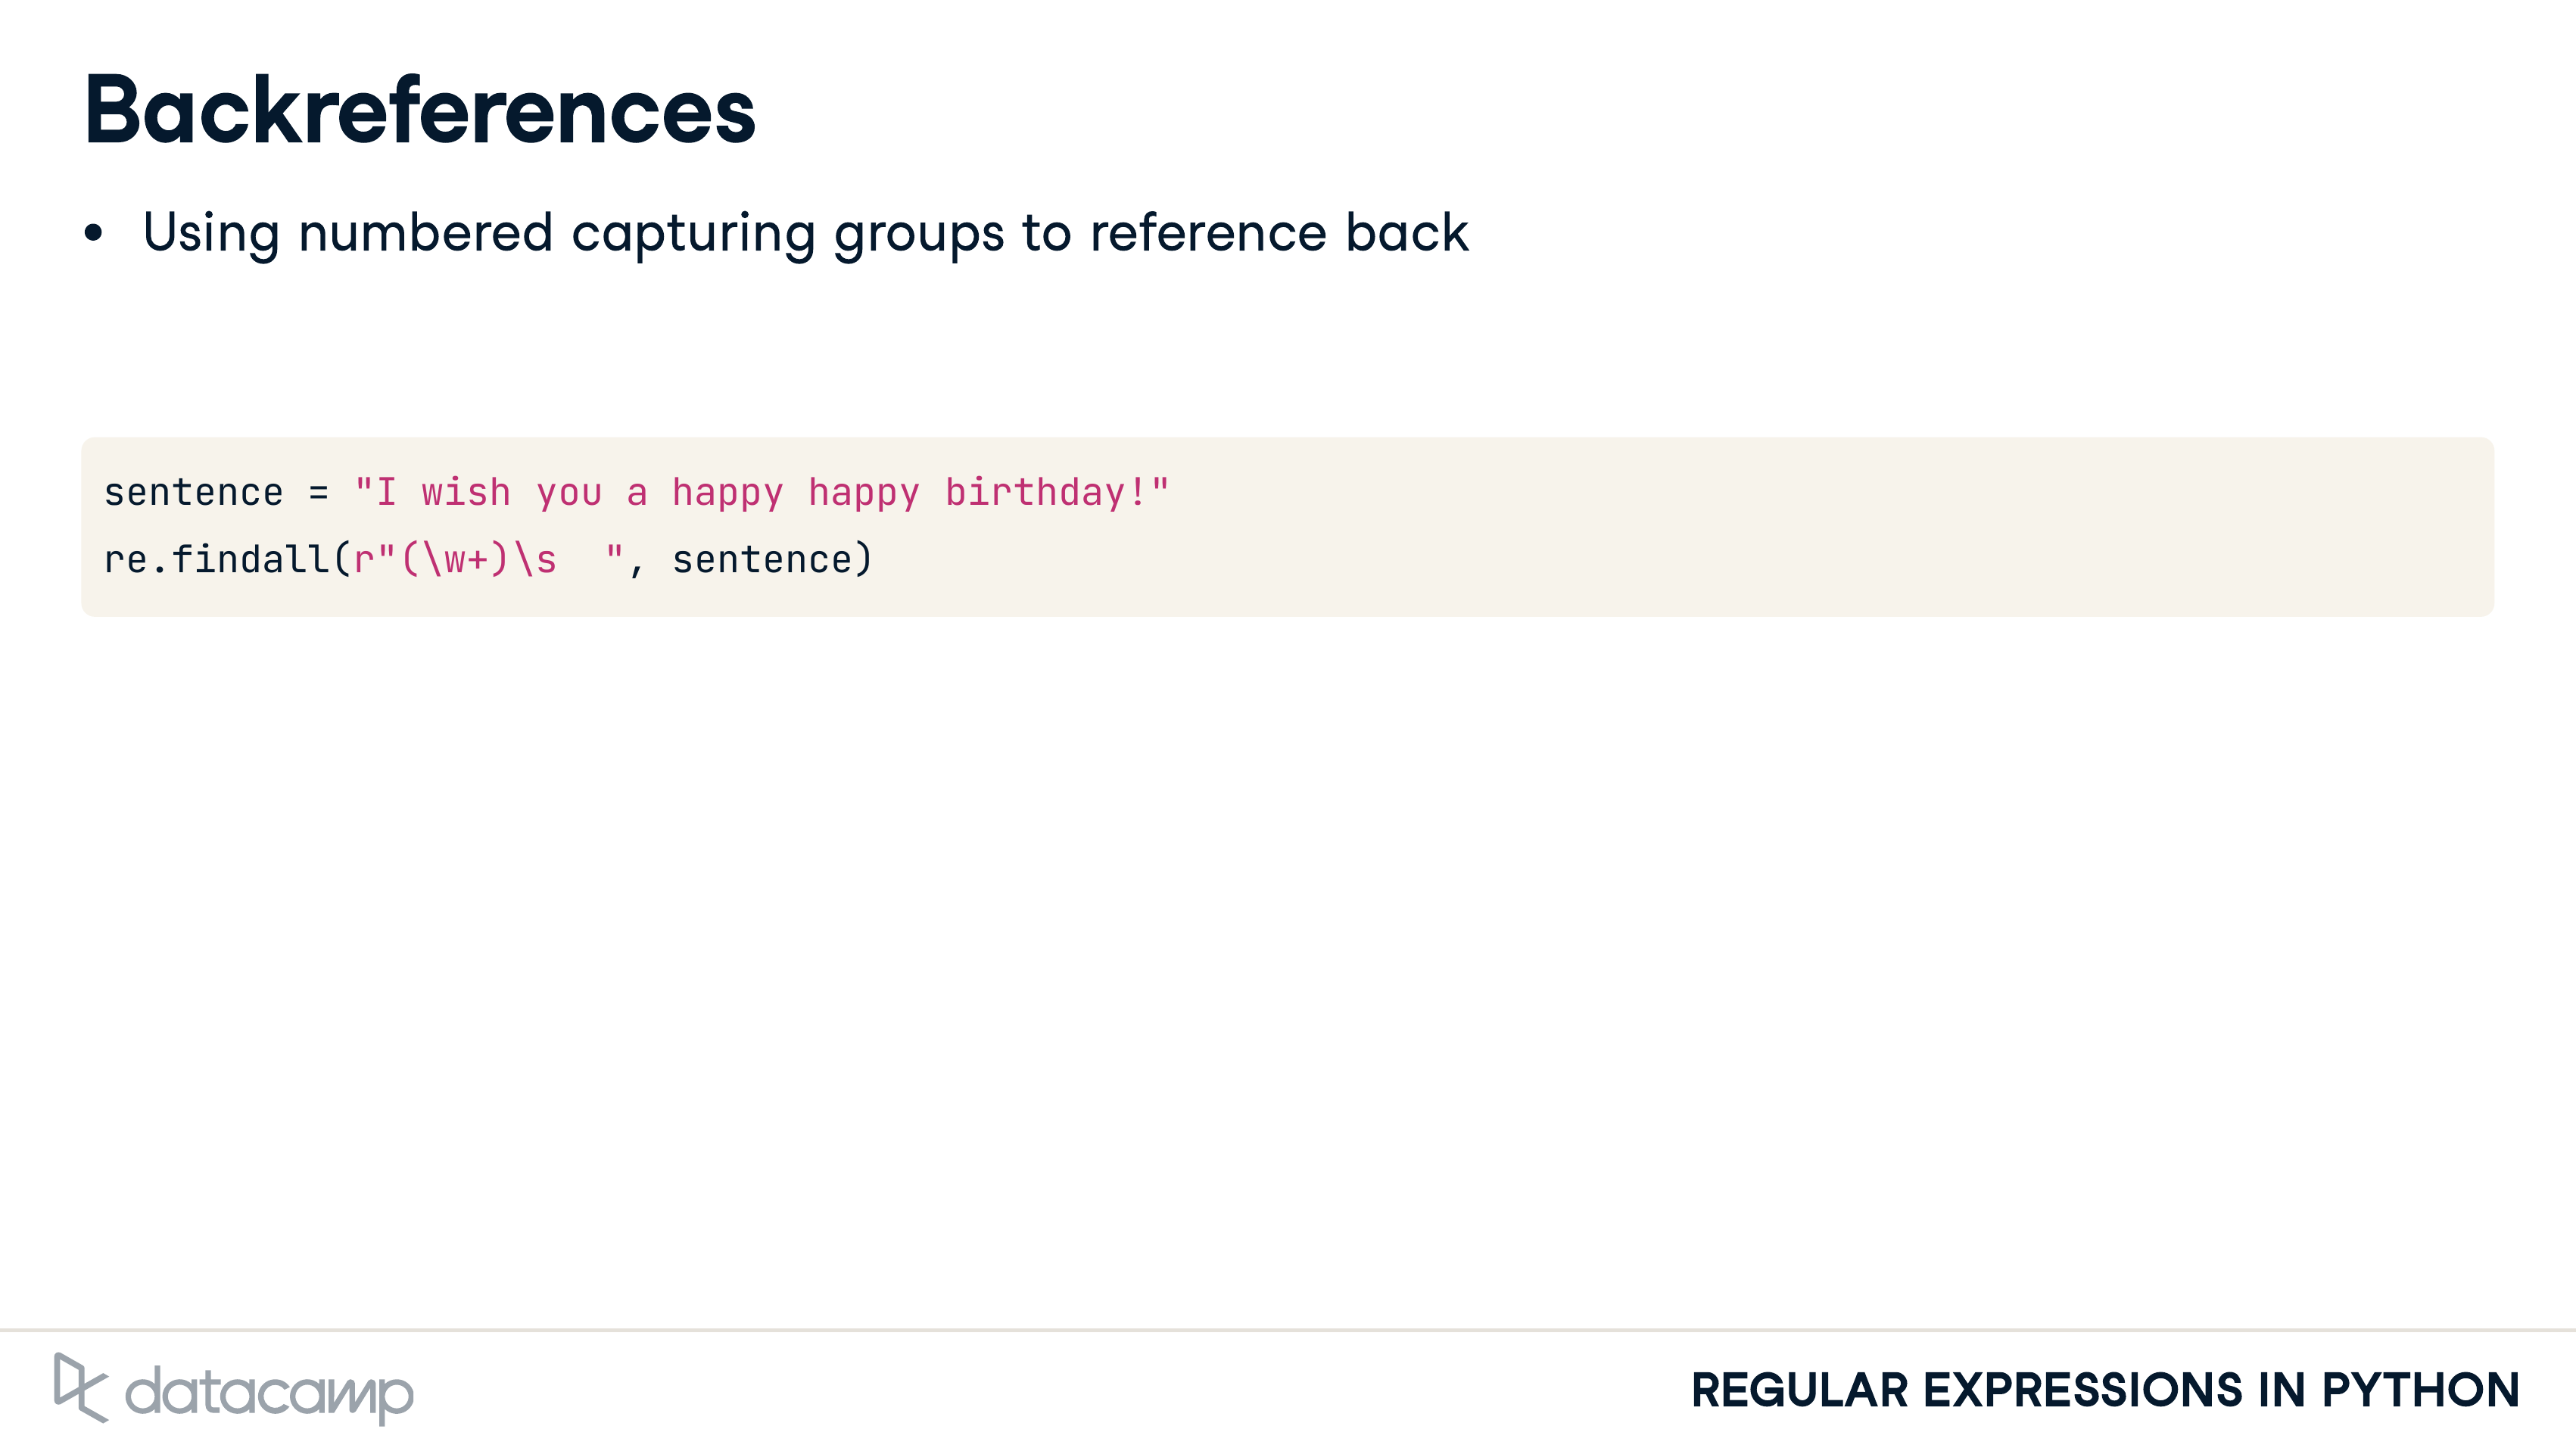 Backreferences
• Using numbered capturing groups to reference back
sentence = "I wish you a happy happy birthday!"
re.findall(r"(\w+)\s  ", sentence)
datacamp
REGULAR EXPRESSIONS IN PYTHON